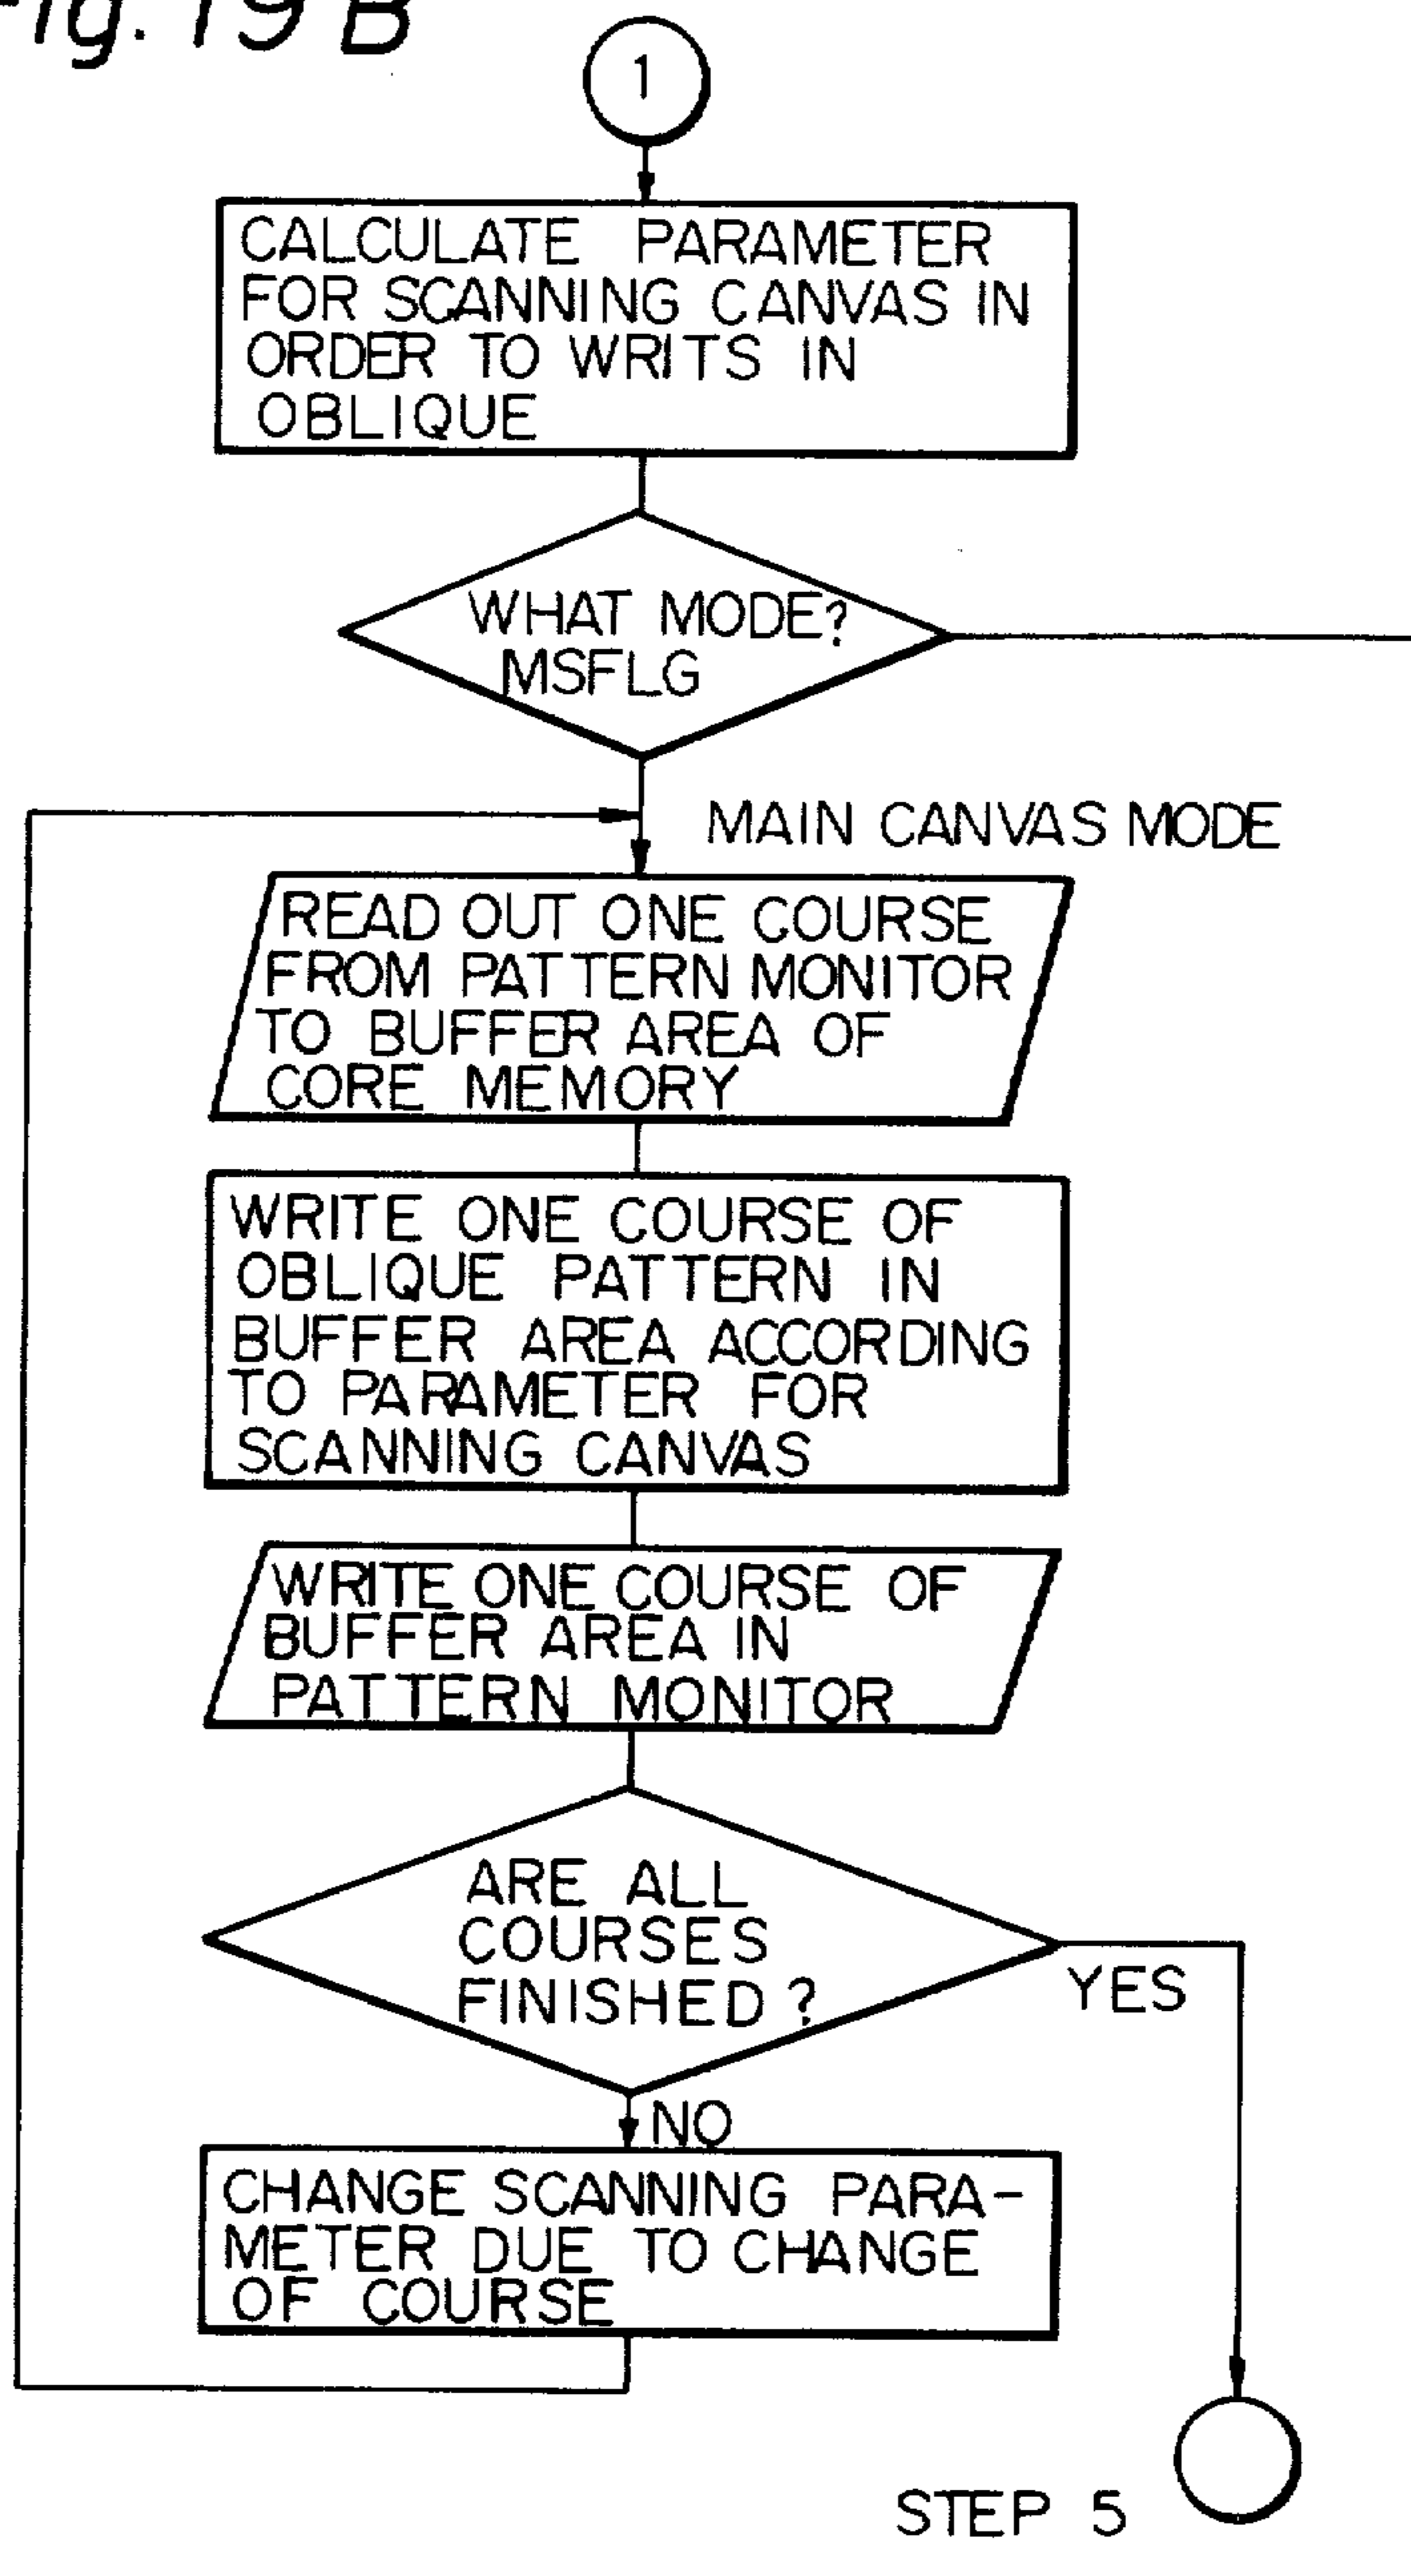 Fig. 19 B
1
CALCULATE PARAMETER
FOR SCANNING CANVAS IN
ORDER TO WRITS IN
OBLIQUE
WHAT MODE?
MSFLG
MAIN CANVAS MODE
READ OUT ONE COURSE
FROM PATTERN MONITOR
TO BUFFER AREA OF
CORE MEMORY
WRITE ONE COURSE OF
OBLIQUE PATTERN IN
BUFFER AREA ACCORDING
TO PARAMETER FOR
SCANNING CANVAS
WRITE ONE COURSE OF
BUFFER AREA IN
PATTERN MONITOR
ARE ALL
COURSES
FINISHED?
YES
NO
CHANGE SCANNING PARA-
METER DUE TO CHANGE
OF COURSE
STEP 5